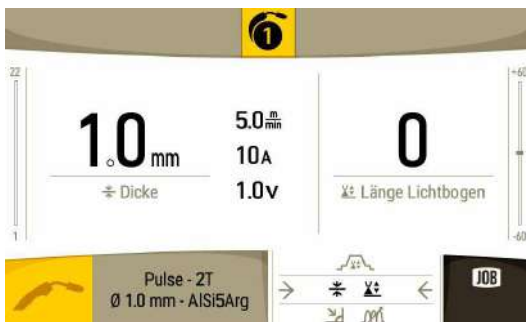 1
22
+60
1.0 mm
5.0 m/min
10A
1.0V
0
Dicke
Länge Lichtbogen
1
-60
Pulse - 2T
Ø 1.0 mm - AlSi5Arg
JOB